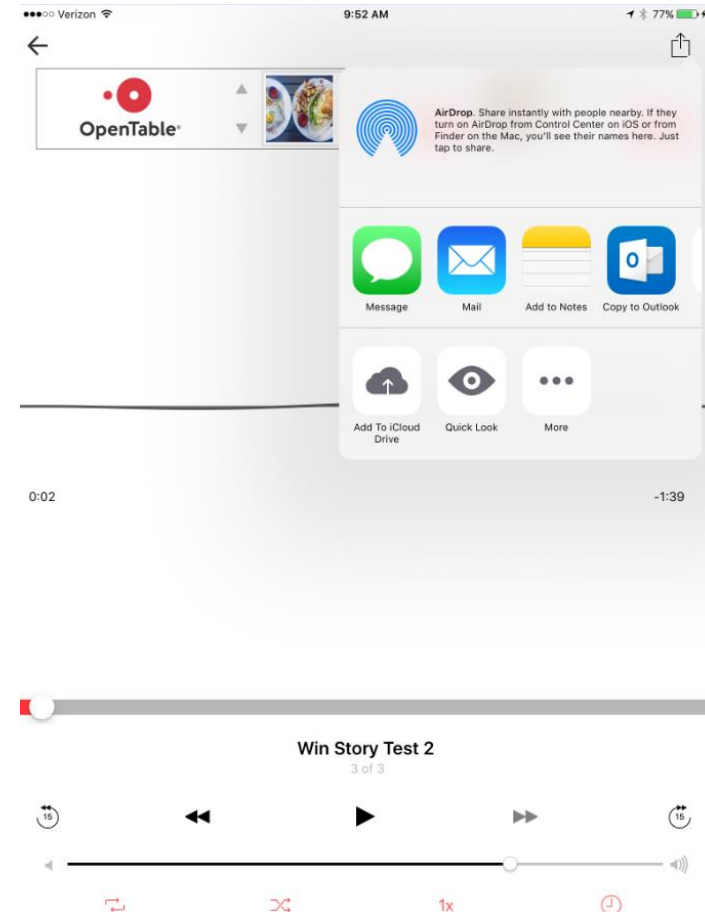 Verizon 9:52 AM 77%
OpenTable
AirDrop. Share instantly with people nearby. If they
turn on AirDrop from Control Center on iOS or from
Finder on the Mac, you'll see their names here. Just
tap to share.
Message Mail Add to Notes Copy to Outlook
Add To iCloud
Drive
Quick Look
More
0:02 -1:39
Win Story Test 2
3 of 3
15 15
1x